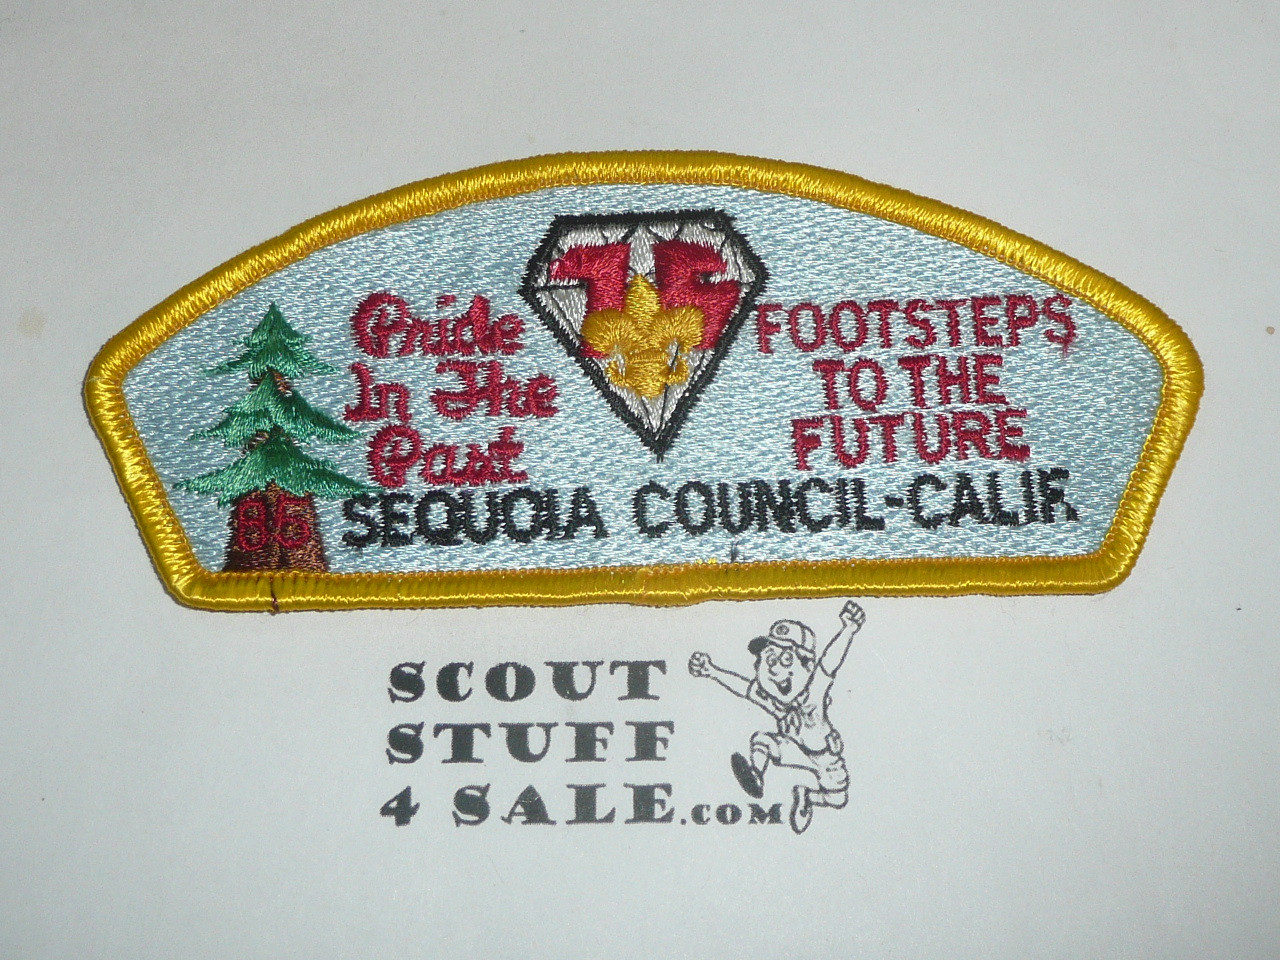 75
Pride
In The
Past
FOOTSTEPS
TO THE
FUTURE
85
SEQUOIA COUNCIL-CALIF.
SCOUT
STUFF
4 SALE.COM